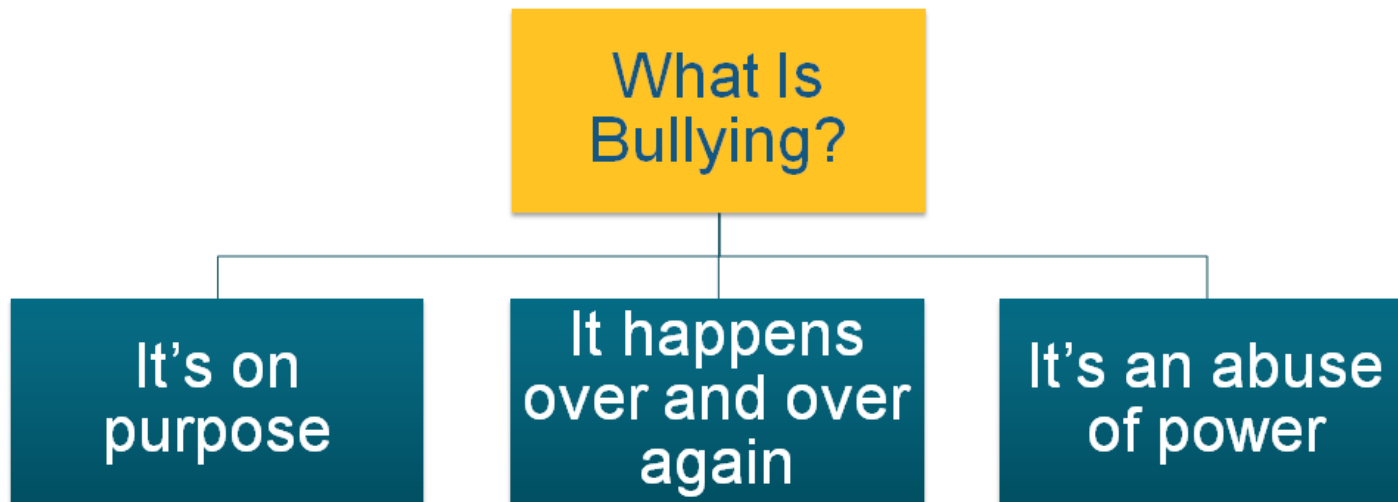 What Is
Bullying?
It’s on
purpose
It happens
over and over
again
It’s an abuse
of power